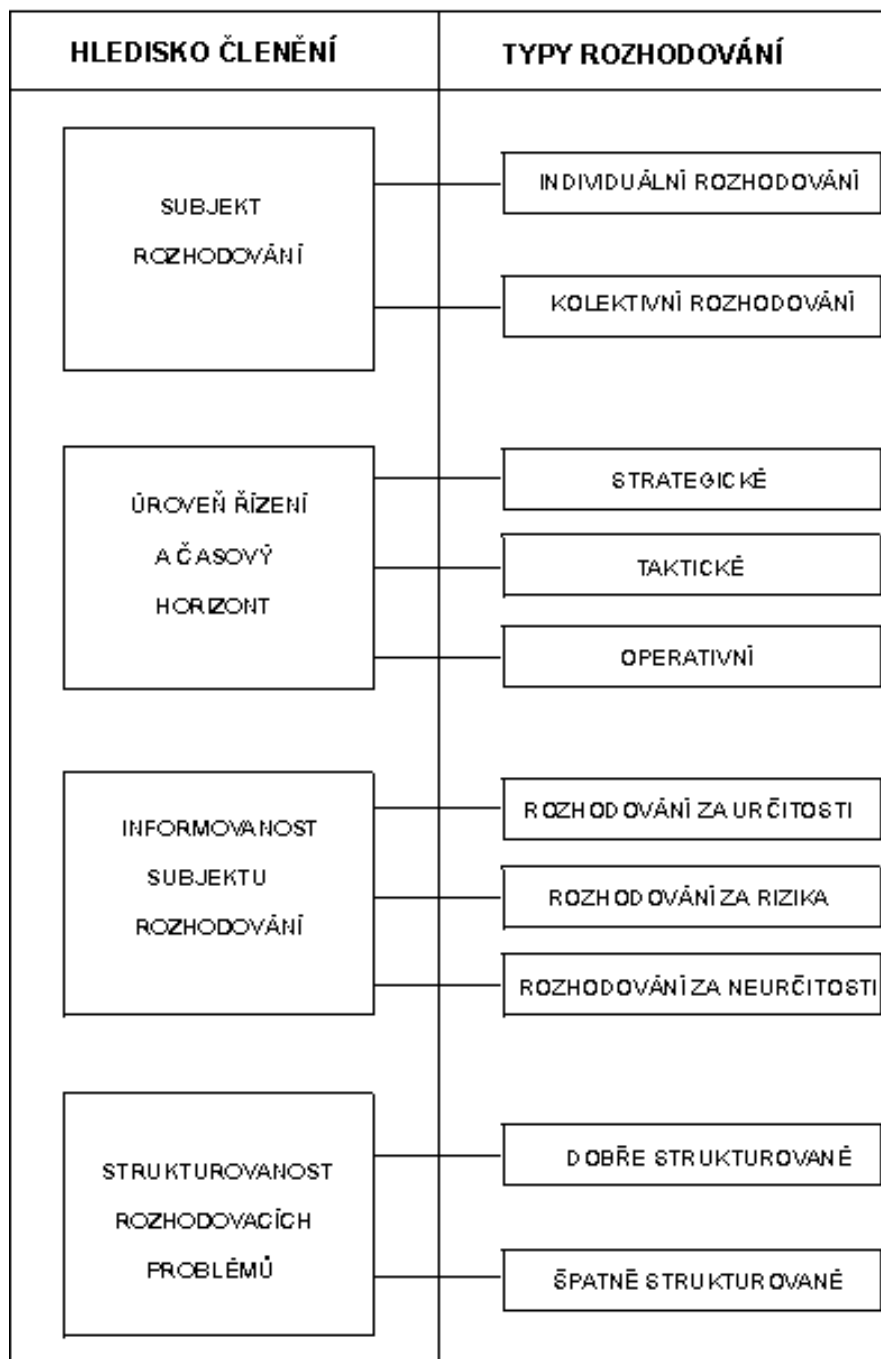 HLEDISKO ČLENĚNÍ
TYPY ROZHODOVÁNÍ
SUBJEKT
ROZHODOVÁNÍ
INDIVIDUÁLNÍ ROZHODOVÁNÍ
KOLEKTIVNÍ ROZHODOVÁNÍ
ÚROVEŇ ŘÍZENÍ
A ČASOVÝ
HORIZONT
STRATEGICKÉ
TAKTICKÉ
OPERATIVNÍ
INFORMOVANOST
SUBJEKTU
ROZHODOVÁNÍ
ROZHODOVÁNÍ ZA URČITOSTI
ROZHODOVÁNÍ ZA RIZIKA
ROZHODOVÁNÍ ZA NEURČITOSTI
STRUKTUROVANOST
ROZHODOVACÍCH
PROBLÉMŮ
DOBŘE STRUKTUROVANÉ
ŠPATNĚ STRUKTUROVANÉ